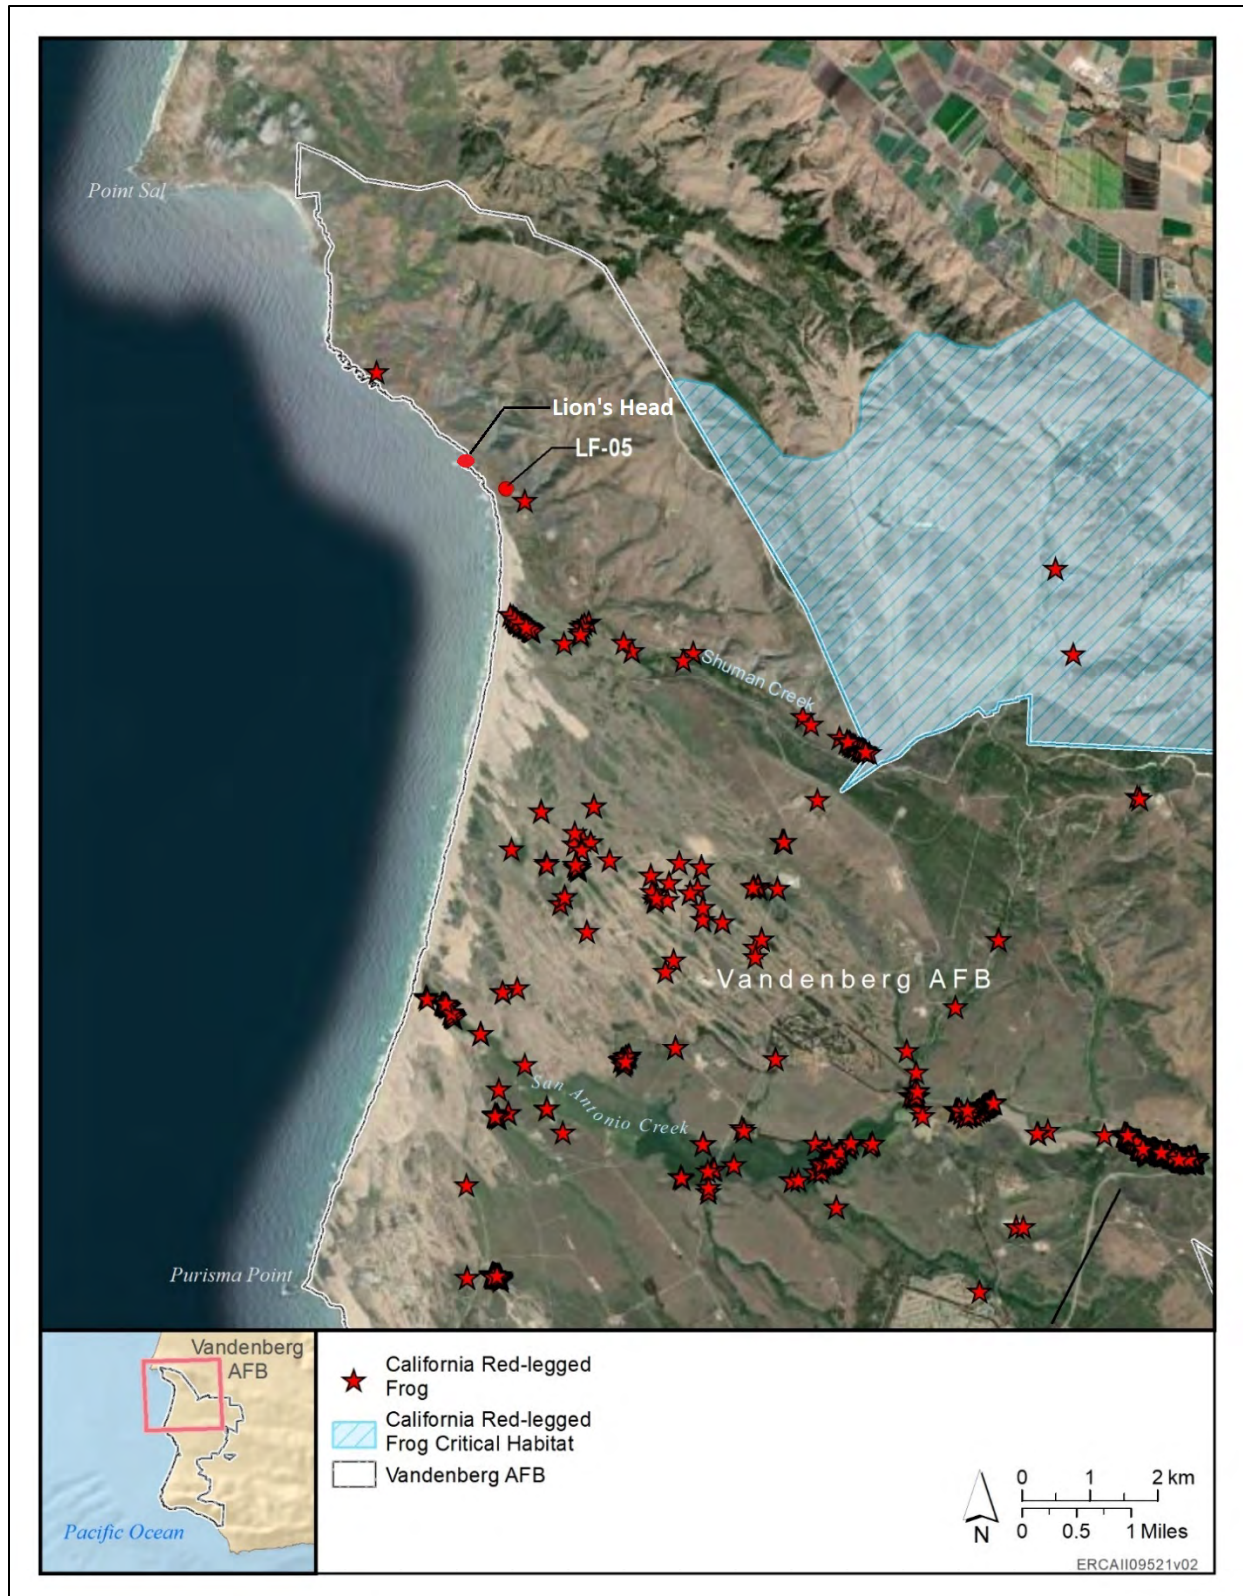 Point Sal
Lion's Head
LF-05
Shuman Creek
Vandenberg AFB
San Antonio Creek
Purisma Point
Vandenberg
AFB
Pacific Ocean
California Red-legged
Frog
California Red-legged
Frog Critical Habitat
Vandenberg AFB
N
0 1 2 km
0 0.5 1 Miles
ERCAII09521v02